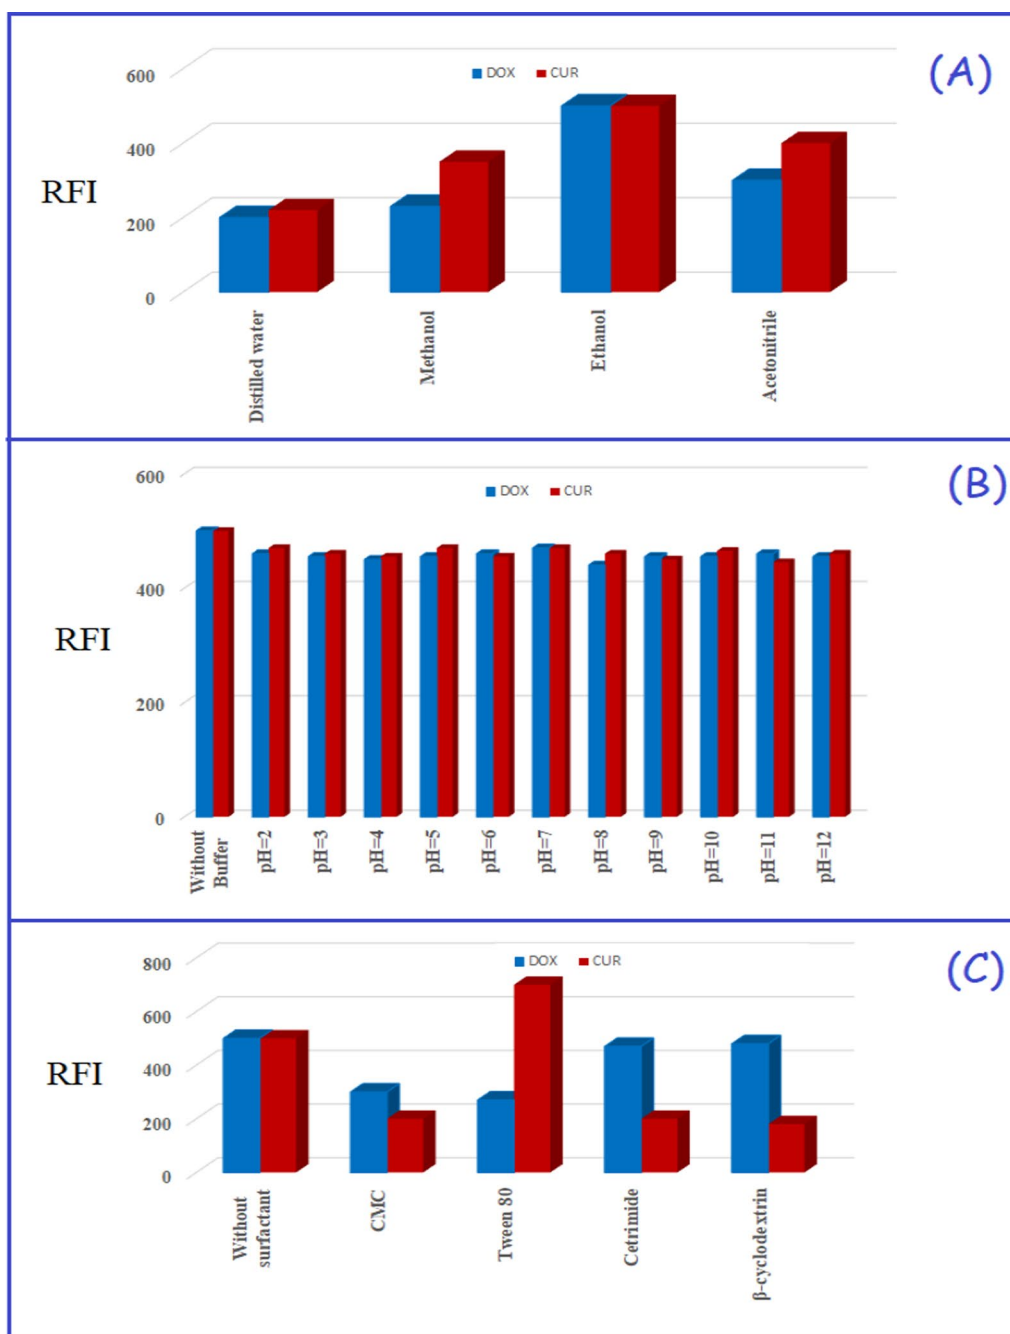 (A)
DOX CUR
600
400
200
0
RFI
Distilled water
Methanol
Ethanol
Acetonitrile
(B)
DOX CUR
600
400
200
0
RFI
Without
Buffer
pH=2
pH=3
pH=4
pH=5
pH=6
pH=7
pH=8
pH=9
pH=10
pH=11
pH=12
(C)
DOX CUR
800
600
400
200
0
RFI
Without
surfactant
CMC
Tween 80
Cetrimide
β-cyclodextrin